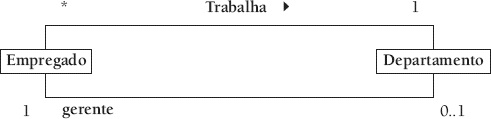 * Trabalha 1
Empregado Departamento
1 gerente 0..1